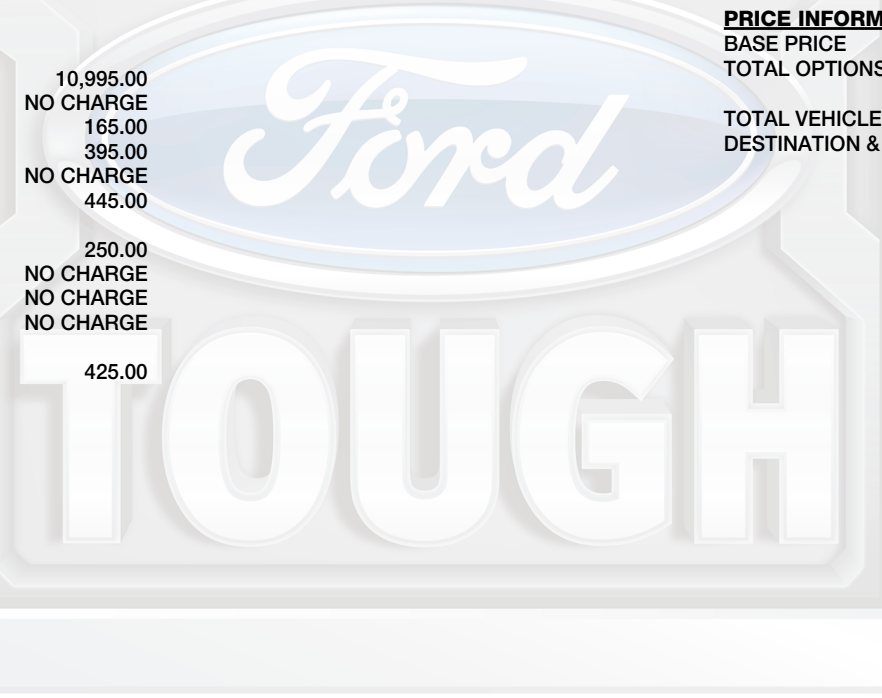 10,995.00
NO CHARGE
165.00
395.00
NO CHARGE
445.00
250.00
NO CHARGE
NO CHARGE
NO CHARGE
425.00
PRICE INFORM
BASE PRICE
TOTAL OPTIONS
TOTAL VEHICLE
DESTINATION &
Ford
TOUGH